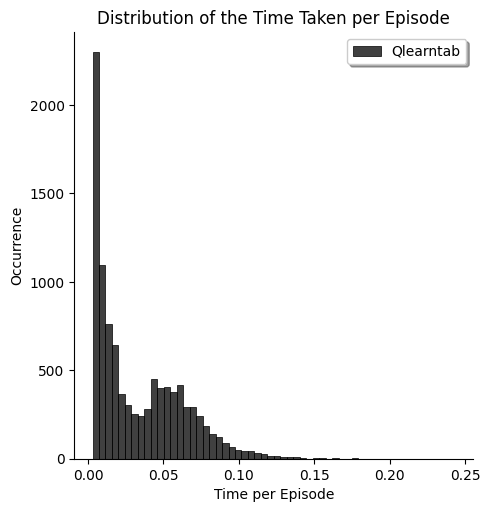 Distribution of the Time Taken per Episode
Qlearntab
2000
1500
1000
500
0
Occurrence
0.00 0.05 0.10 0.15 0.20 0.25
Time per Episode